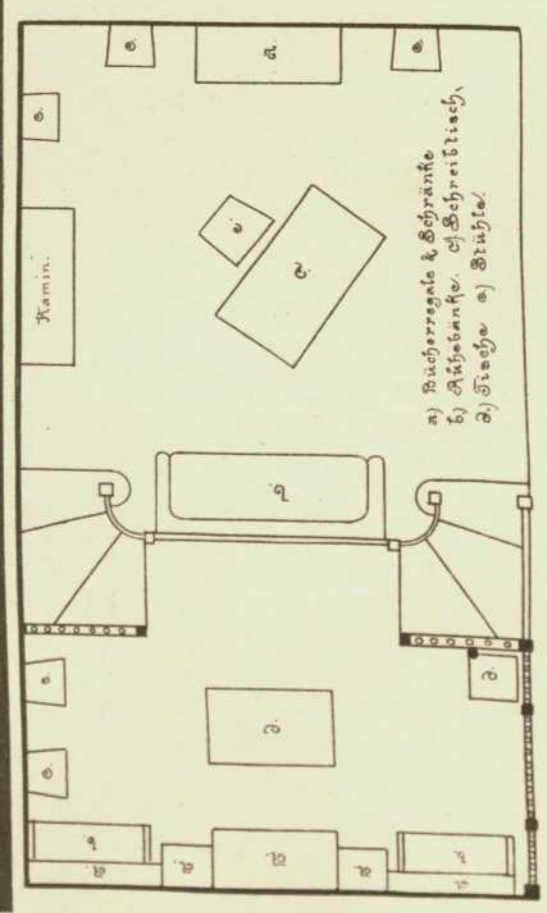 Kamin.
a) Bücherregale & Schränke
b) Ruhebänke. c) Schreibtisch,
d.) Tische e) Stühle.
e.
a.
e.
e.
e.
c.
b.
e.
e.
d.
d.
b.
a.
a.
a.
a.
b.
a.